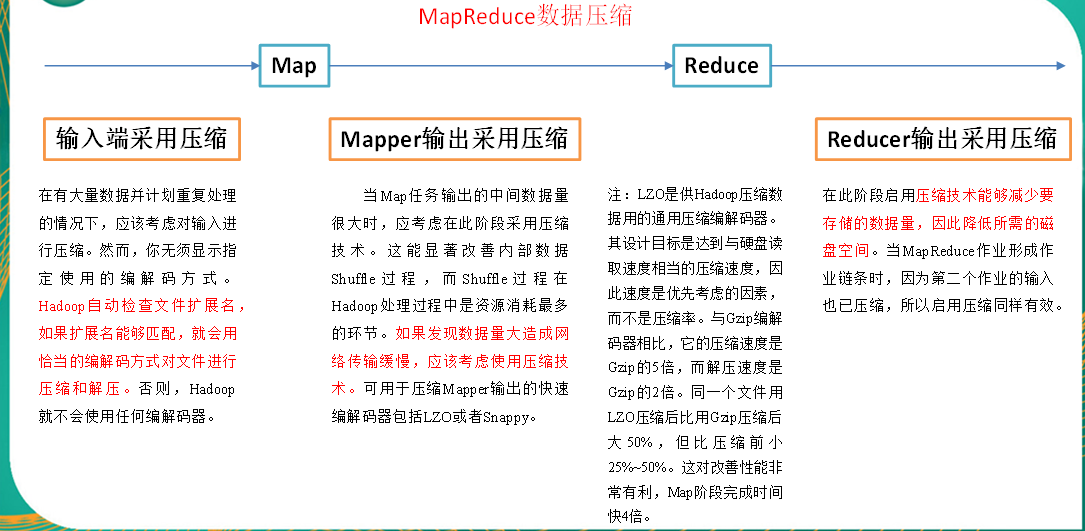 MapReduce数据压缩
Map
Reduce
输入端采用压缩
在有大量数据并计划重复处理
的情况下，应该考虑对输入进
行压缩。然而，你无须显示指
定使用的编解码方式。
Hadoop自动检查文件扩展名，
如果扩展名能够匹配，就会用
恰当的编解码方式对文件进行
压缩和解压。否则，Hadoop
就不会使用任何编解码器。
Mapper输出采用压缩
当Map任务输出的中间数据量
很大时，应考虑在此阶段采用压缩
技术。这能显著改善内部数据
Shuffle过程，而Shuffle过程在
Hadoop处理过程中是资源消耗最多
的环节。如果发现数据量大造成网
络传输缓慢，应该考虑使用压缩技
术。可用于压缩Mapper输出的快速
编解码器包括LZO或者Snappy。
注：LZO是供Hadoop压缩数
据用的通用压缩编解码器。
其设计目标是达到与硬盘读
取速度相当的压缩速度，因
此速度是优先考虑的因素，
而不是压缩率。与Gzip编解
码器相比，它的压缩速度是
Gzip的5倍，而解压速度是
Gzip的2倍。同一个文件用
LZO压缩后比用Gzip压缩后
大50%，但比压缩前小
25%~50%。这对改善性能非
常有利，Map阶段完成时间
快4倍。
Reducer输出采用压缩
在此阶段启用压缩技术能够减少要
存储的数据量，因此降低所需的磁
盘空间。当MapReduce作业形成作
业链条时，因为第二个作业的输入
也已压缩，所以启用压缩同样有效。